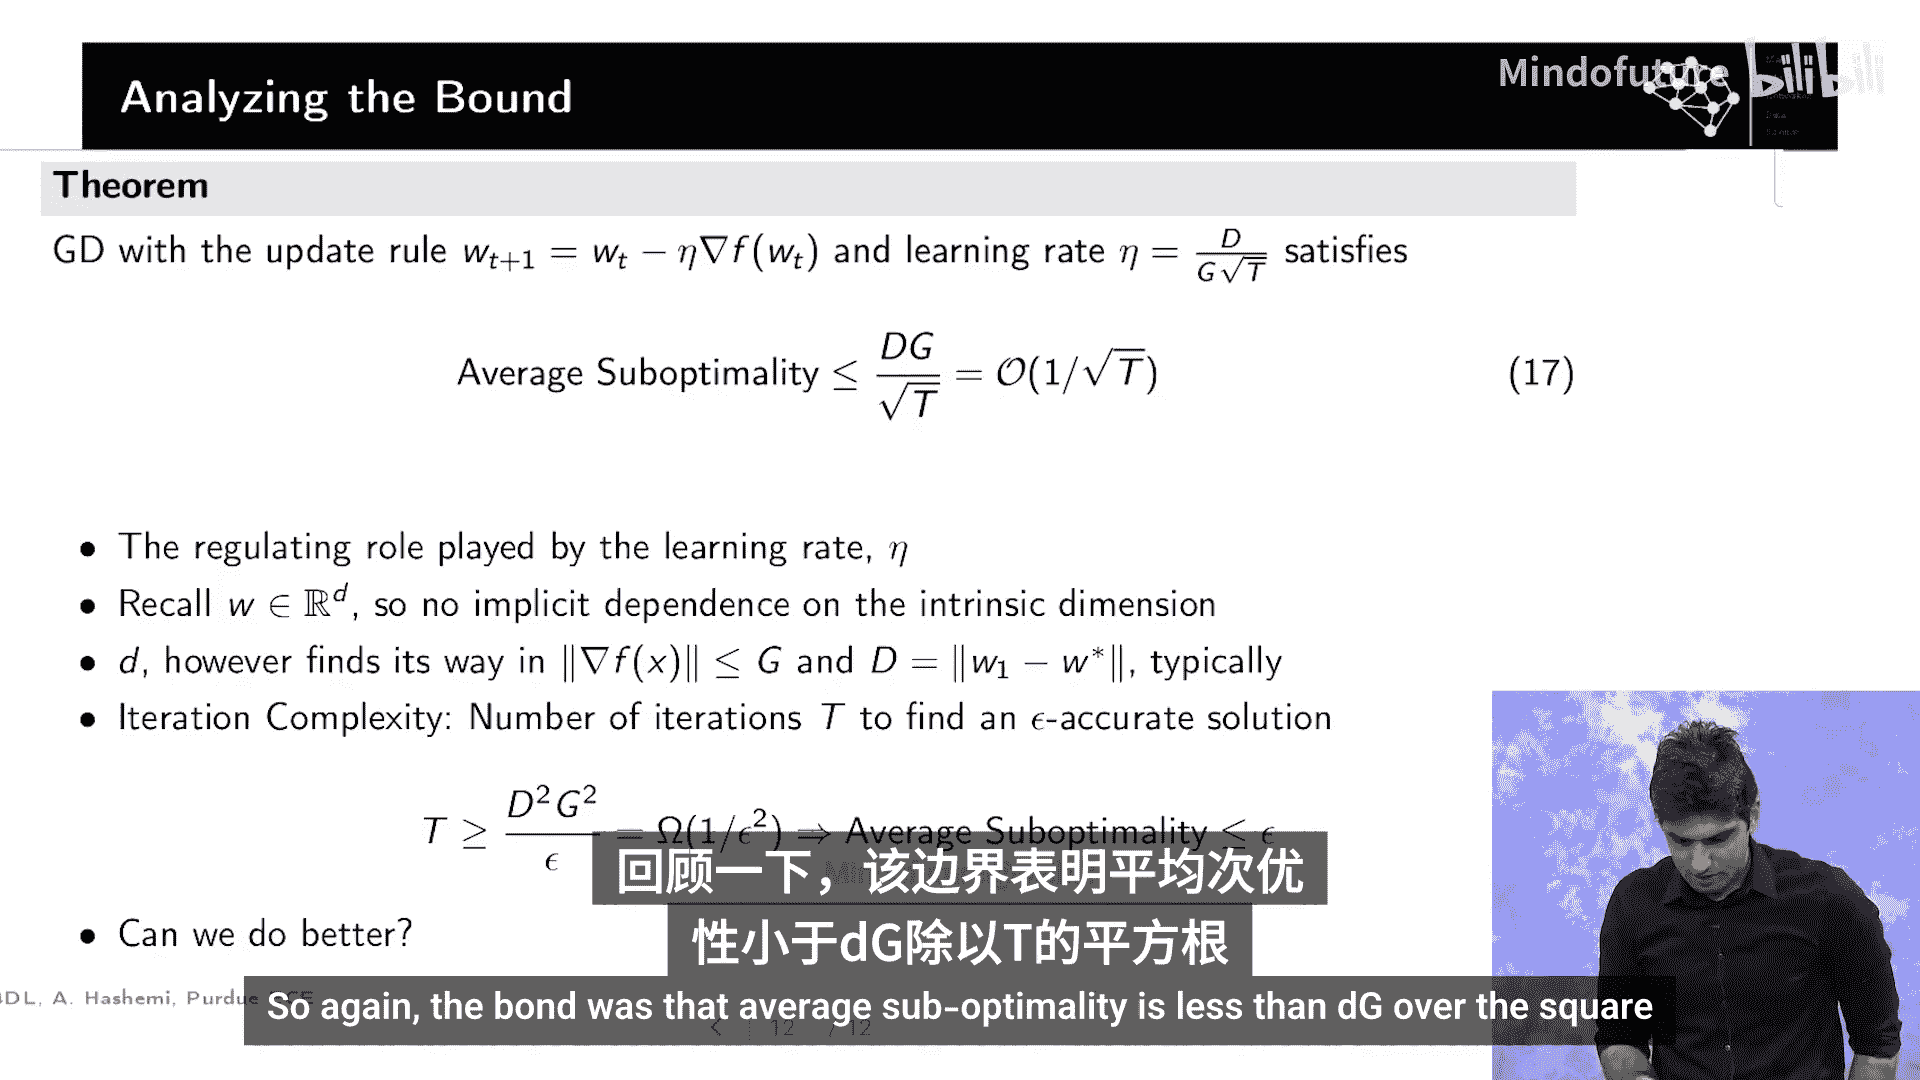 Analyzing the Bound
Mindofuture
bilibili
Theorem
GD with the update rule w_{t+1} = w_t − η∇f(w_t) and learning rate η = D/(G√T) satisfies
Average Suboptimality ≤ DG/√T = 𝒪(1/√T) (17)
• The regulating role played by the learning rate, η
• Recall w ∈ ℝ^d, so no implicit dependence on the intrinsic dimension
• d, however finds its way in ‖∇f(x)‖ ≤ G and D = ‖w₁ − w*‖, typically
• Iteration Complexity: Number of iterations T to find an ϵ-accurate solution
T ≥ D²G²/ϵ = Ω(1/ϵ²) ⇒ Average Suboptimality ≤ ϵ
回顾一下，该边界表明平均次优
性小于dG除以T的平方根
• Can we do better?
DL, A. Hashemi, Purdue
So again, the bond was that average sub-optimality is less than dG over the square
12 / 12